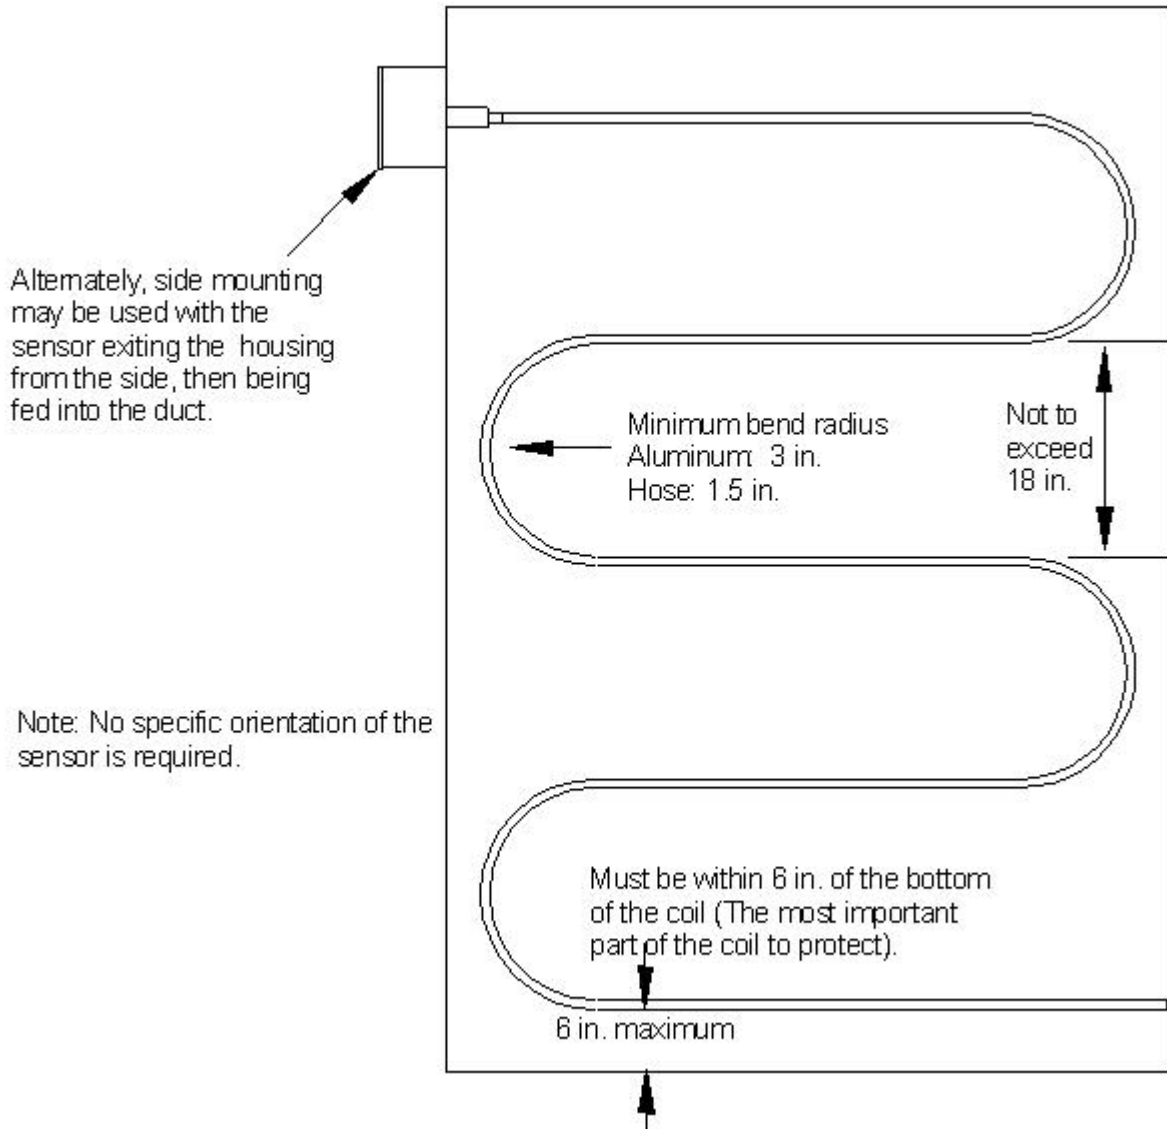 Alternately, side mounting
may be used with the
sensor exiting the housing
from the side, then being
fed into the duct.
Minimum bend radius
Aluminum: 3 in.
Hose: 1.5 in.
Not to
exceed
18 in.
Note: No specific orientation of the
sensor is required.
Must be within 6 in. of the bottom
of the coil (The most important
part of the coil to protect).
6 in. maximum